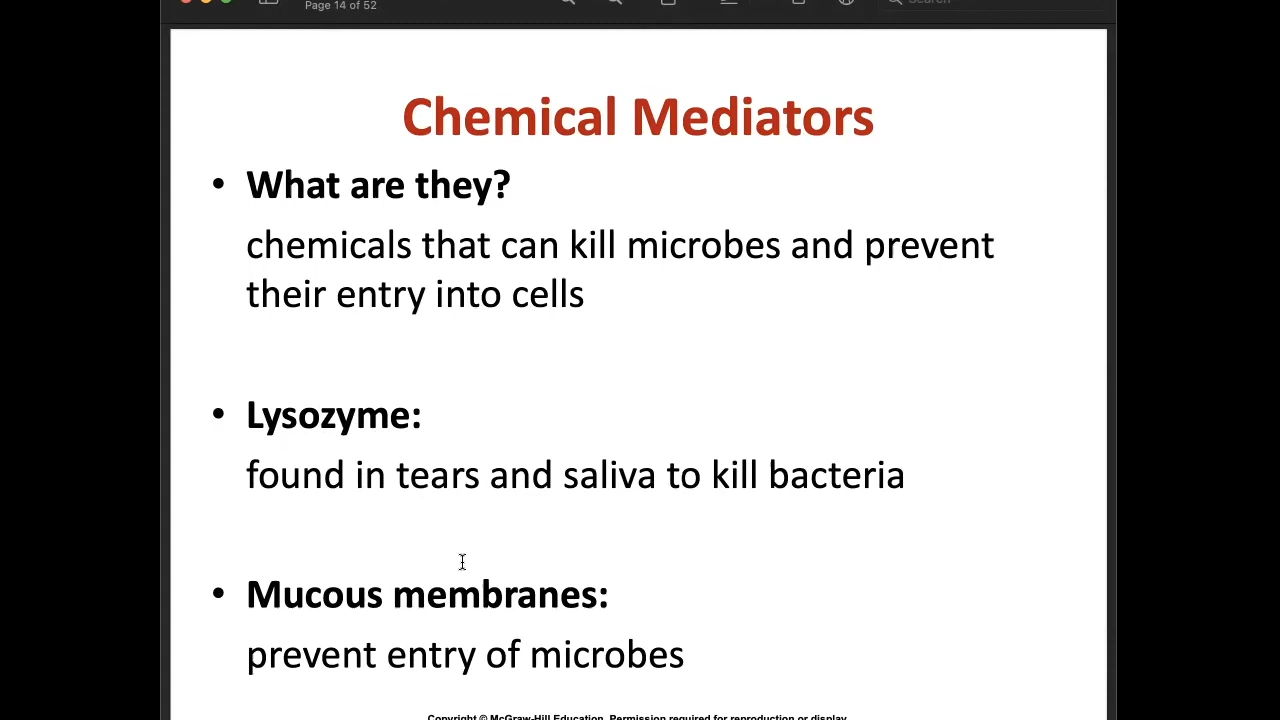 Page 14 of 52
Search
Chemical Mediators
• What are they?
chemicals that can kill microbes and prevent
their entry into cells
• Lysozyme:
found in tears and saliva to kill bacteria
• Mucous membranes:
prevent entry of microbes
Copyright © McGraw-Hill Education. Permission required for reproduction or display.